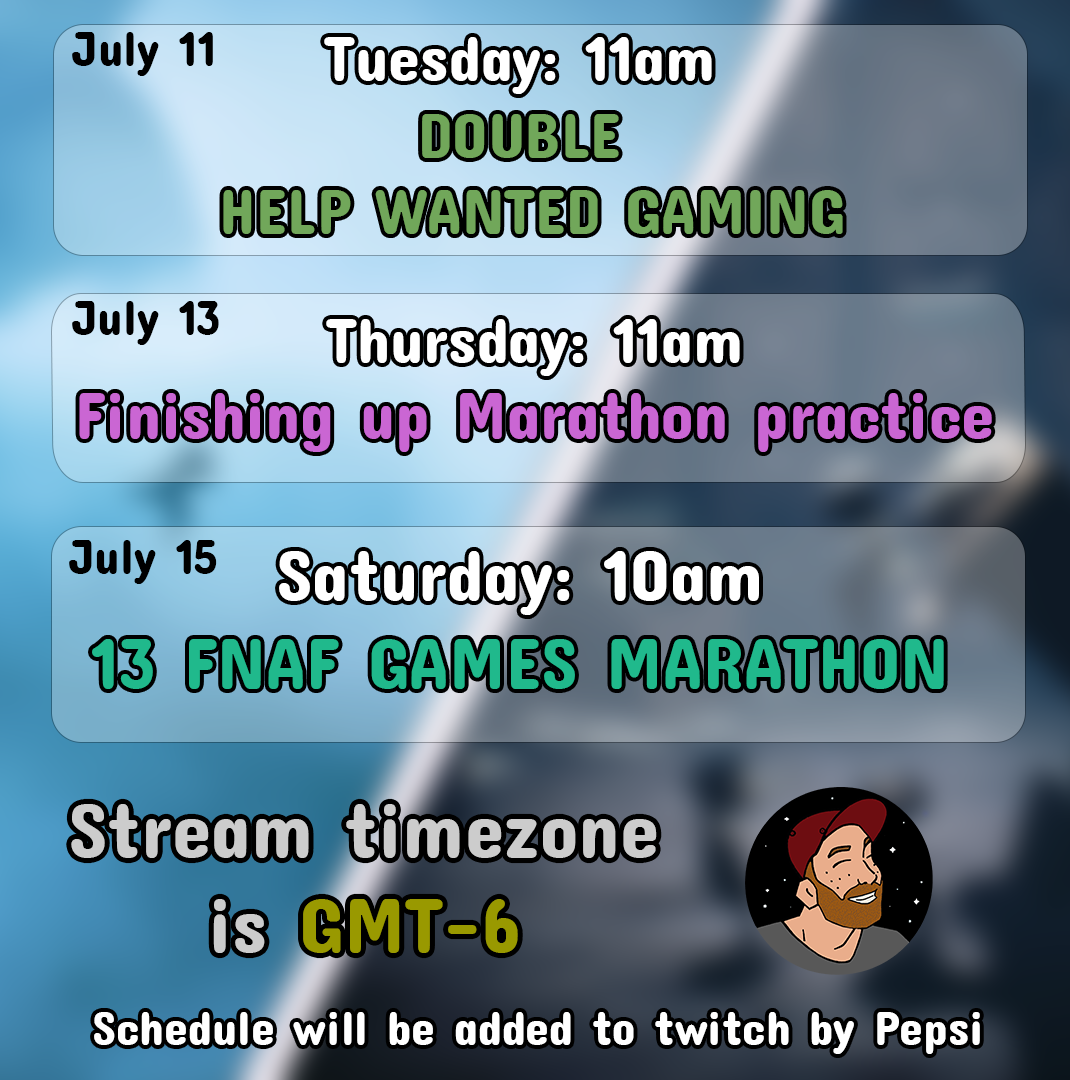 July 11
Tuesday: 11am
DOUBLE
HELP WANTED GAMING
July 13
Thursday: 11am
Finishing up Marathon practice
July 15
Saturday: 10am
13 FNAF GAMES MARATHON
Stream timezone
is GMT-6
Schedule will be added to twitch by Pepsi